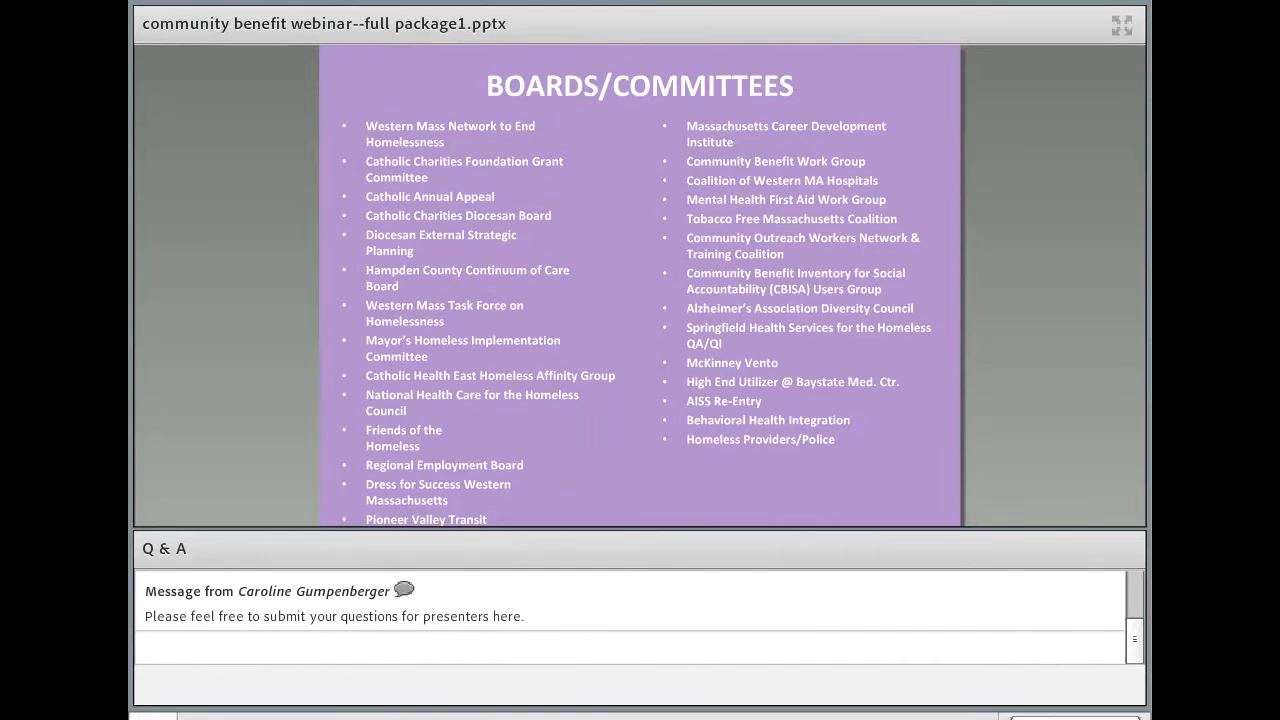 community benefit webinar--full package1.pptx
BOARDS/COMMITTEES
• Western Mass Network to End
Homelessness
• Catholic Charities Foundation Grant
Committee
• Catholic Annual Appeal
• Catholic Charities Diocesan Board
• Diocesan External Strategic
Planning
• Hampden County Continuum of Care
Board
• Western Mass Task Force on
Homelessness
• Mayor's Homeless Implementation
Committee
• Catholic Health East Homeless Affinity Group
• National Health Care for the Homeless
Council
• Friends of the
Homeless
• Regional Employment Board
• Dress for Success Western
Massachusetts
• Pioneer Valley Transit
• Massachusetts Career Development
Institute
• Community Benefit Work Group
• Coalition of Western MA Hospitals
• Mental Health First Aid Work Group
• Tobacco Free Massachusetts Coalition
• Community Outreach Workers Network &
Training Coalition
• Community Benefit Inventory for Social
Accountability (CBISA) Users Group
• Alzheimer's Association Diversity Council
• Springfield Health Services for the Homeless
QA/QI
• McKinney Vento
• High End Utilizer @ Baystate Med. Ctr.
• AISS Re-Entry
• Behavioral Health Integration
• Homeless Providers/Police
Q & A
Message from Caroline Gumpenberger
Please feel free to submit your questions for presenters here.